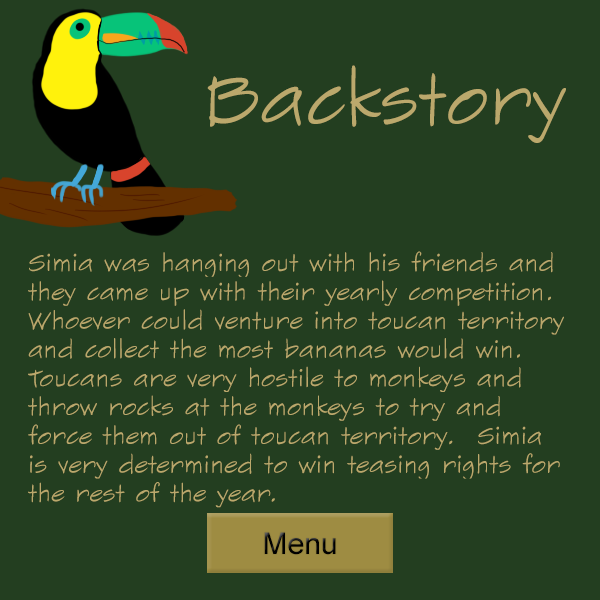 Backstory
Simia was hanging out with his friends and
they came up with their yearly competition.
Whoever could venture into toucan territory
and collect the most bananas would win.
Toucans are very hostile to monkeys and
throw rocks at the monkeys to try and
force them out of toucan territory.  Simia
is very determined to win teasing rights for
the rest of the year.
Menu